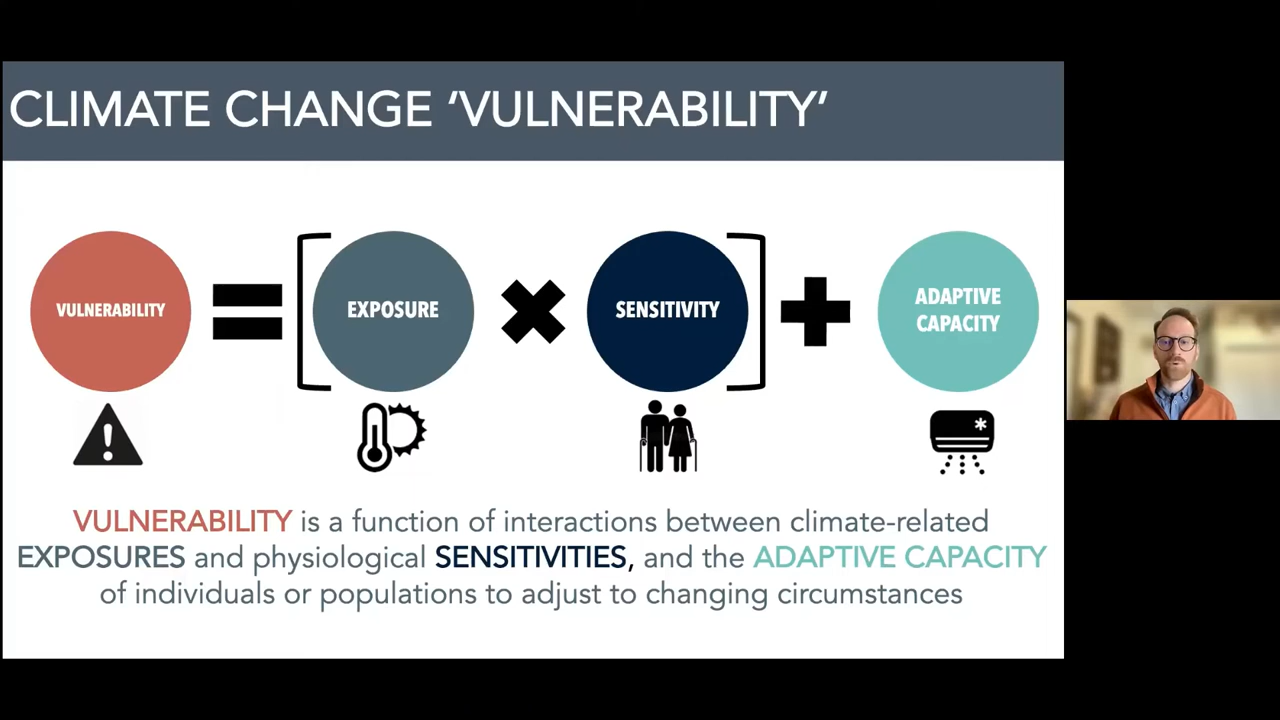 CLIMATE CHANGE ‘VULNERABILITY’
VULNERABILITY
EXPOSURE
SENSITIVITY
ADAPTIVE
CAPACITY
VULNERABILITY is a function of interactions between climate-related
EXPOSURES and physiological SENSITIVITIES, and the ADAPTIVE CAPACITY
of individuals or populations to adjust to changing circumstances